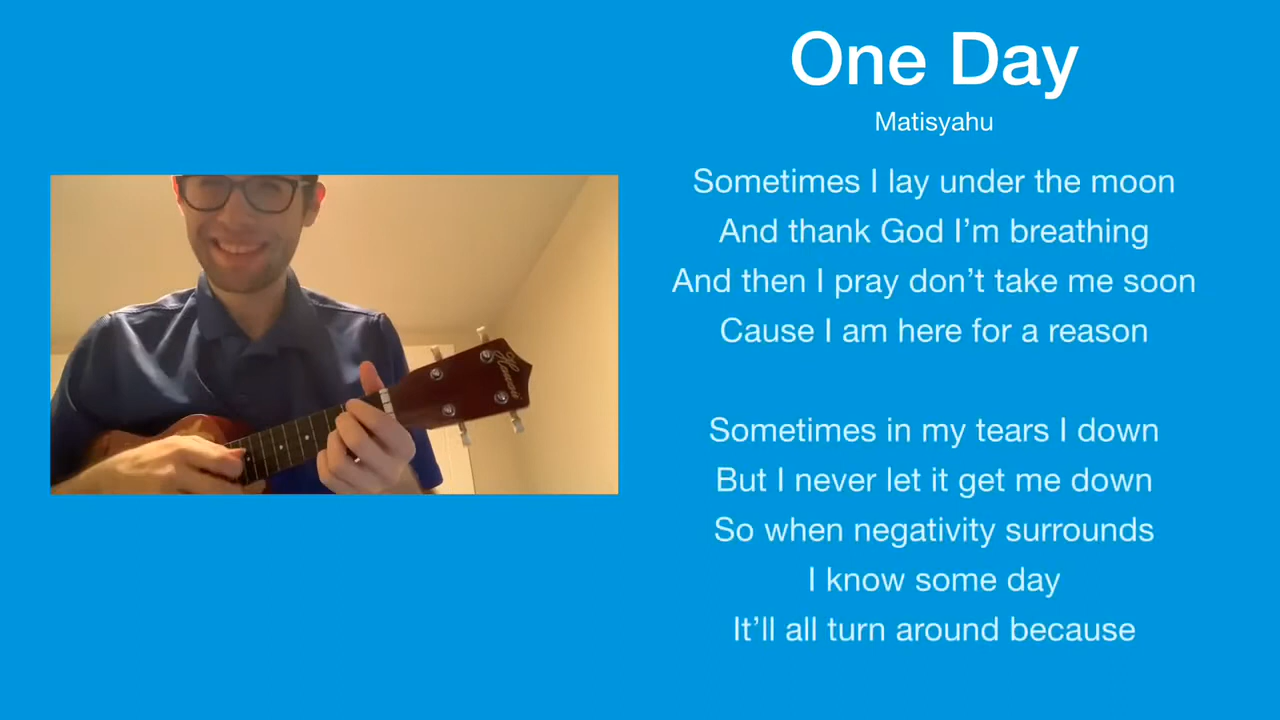 One Day
Matisyahu
Sometimes I lay under the moon
And thank God I’m breathing
And then I pray don’t take me soon
Cause I am here for a reason
Sometimes in my tears I down
But I never let it get me down
So when negativity surrounds
I know some day
It’ll all turn around because